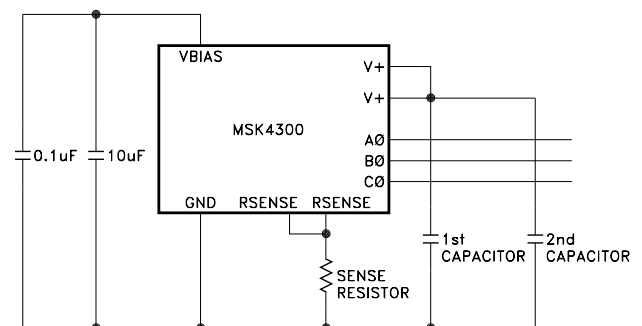 VBIAS
V+
V+
MSK4300
0.1uF
10uF
AØ
BØ
CØ
GND RSENSE RSENSE
1st
CAPACITOR
2nd
CAPACITOR
SENSE
RESISTOR